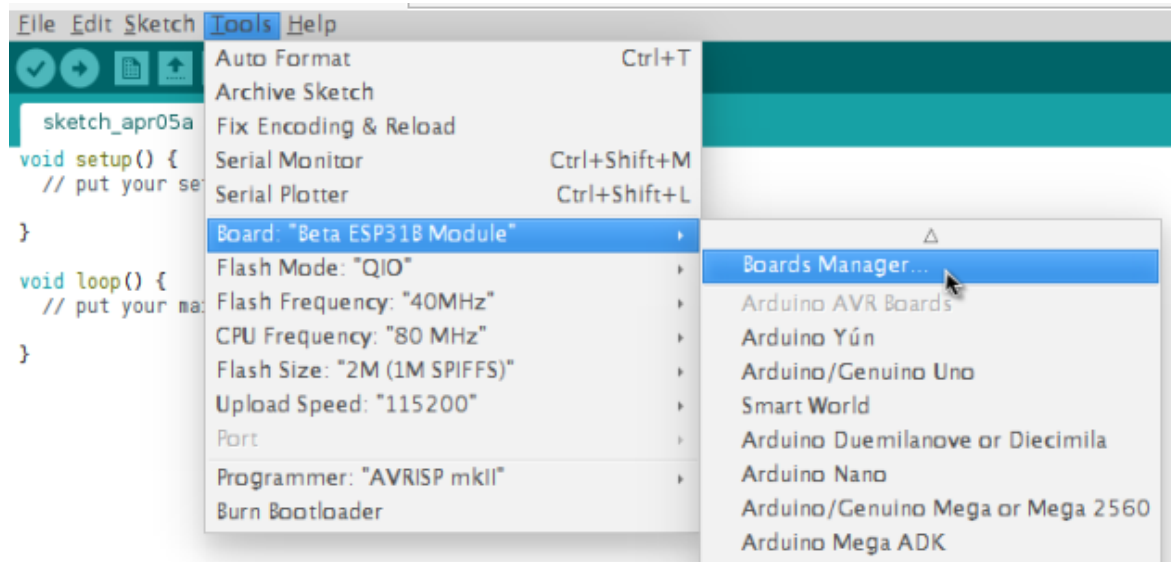 File Edit Sketch Tools Help
Auto Format Ctrl+T
Archive Sketch
sketch_apr05a
Fix Encoding & Reload
void setup() {
Serial Monitor Ctrl+Shift+M
// put your se
Serial Plotter Ctrl+Shift+L
}
Board: "Beta ESP31B Module"
Flash Mode: "QIO"
Boards Manager...
void loop() {
// put your ma
Flash Frequency: "40MHz"
Arduino AVR Boards
CPU Frequency: "80 MHz"
Arduino Yún
}
Flash Size: "2M (1M SPIFFS)"
Arduino/Genuino Uno
Upload Speed: "115200"
Smart World
Port
Arduino Duemilanove or Diecimila
Programmer: "AVRISP mkII"
Arduino Nano
Burn Bootloader
Arduino/Genuino Mega or Mega 2560
Arduino Mega ADK